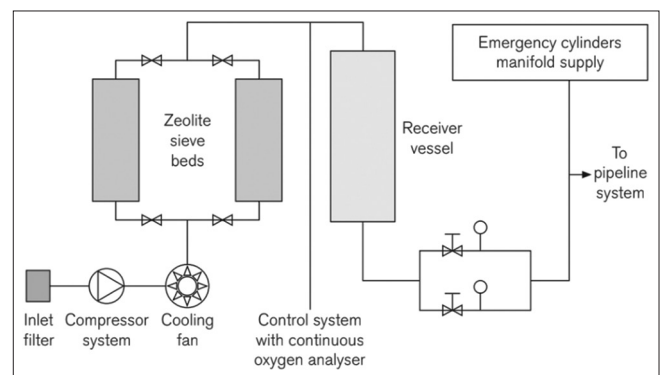 Emergency cylinders
manifold supply
Zeolite
sieve
beds
Receiver
vessel
To
pipeline
system
Inlet
filter
Compressor
system
Cooling
fan
Control system
with continuous
oxygen analyser